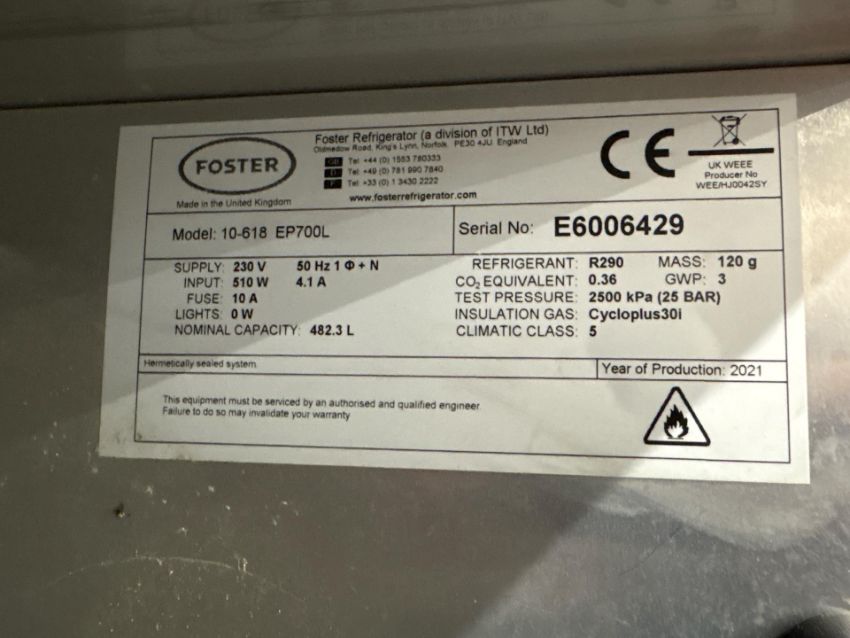 FOSTER
Made in the United Kingdom
Foster Refrigerator (a division of ITW Ltd)
Oldmedow Road, King's Lynn, Norfolk. PE30 4JU. England
GB Tel: +44 (0) 1553 780333
D Tel: +49 (0) 781 990 7840
F Tel: +33 (0) 1 3430 2222
www.fosterrefrigerator.com
CE
UK WEEE
Producer No
WEE/HJ0042SY
Model: 10-618 EP700L
Serial No: E6006429
SUPPLY: 230 V 50 Hz 1 Φ + N
INPUT: 510 W 4.1 A
FUSE: 10 A
LIGHTS: 0 W
NOMINAL CAPACITY: 482.3 L
REFRIGERANT: R290 MASS: 120 g
CO₂ EQUIVALENT: 0.36 GWP: 3
TEST PRESSURE: 2500 kPa (25 BAR)
INSULATION GAS: Cycloplus30i
CLIMATIC CLASS: 5
Hermetically sealed system
Year of Production: 2021
This equipment must be serviced by an authorised and qualified engineer
Failure to do so may invalidate your warranty